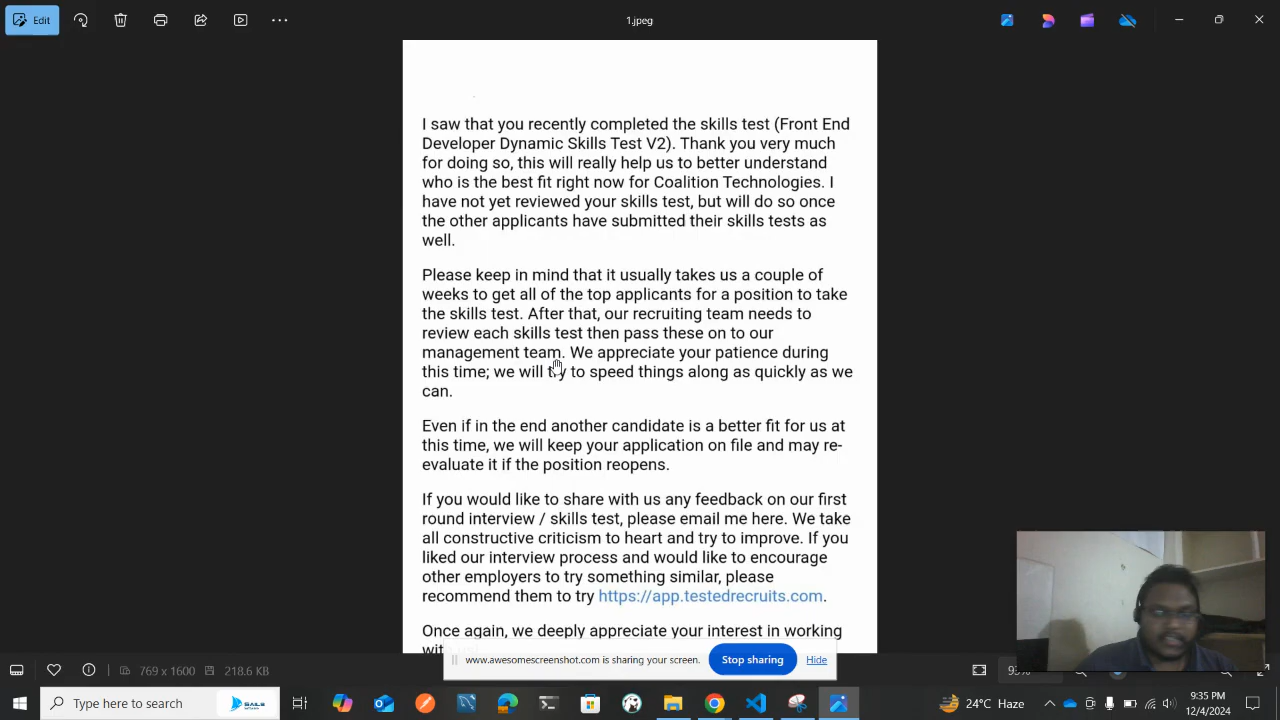 Edit
1.jpeg
I saw that you recently completed the skills test (Front End
Developer Dynamic Skills Test V2). Thank you very much
for doing so, this will really help us to better understand
who is the best fit right now for Coalition Technologies. I
have not yet reviewed your skills test, but will do so once
the other applicants have submitted their skills tests as
well.
Please keep in mind that it usually takes us a couple of
weeks to get all of the top applicants for a position to take
the skills test. After that, our recruiting team needs to
review each skills test then pass these on to our
management team. We appreciate your patience during
this time; we will try to speed things along as quickly as we
can.
Even if in the end another candidate is a better fit for us at
this time, we will keep your application on file and may re-
evaluate it if the position reopens.
If you would like to share with us any feedback on our first
round interview / skills test, please email me here. We take
all constructive criticism to heart and try to improve. If you
liked our interview process and would like to encourage
other employers to try something similar, please
recommend them to try https://app.testedrecruits.com.
Once again, we deeply appreciate your interest in working
with us!
www.awesomescreenshot.com is sharing your screen.
Stop sharing
Hide
769 x 1600
218.6 KB
Type here to search
SAILS
24°C Haze
9:35 PM
12/4/2024